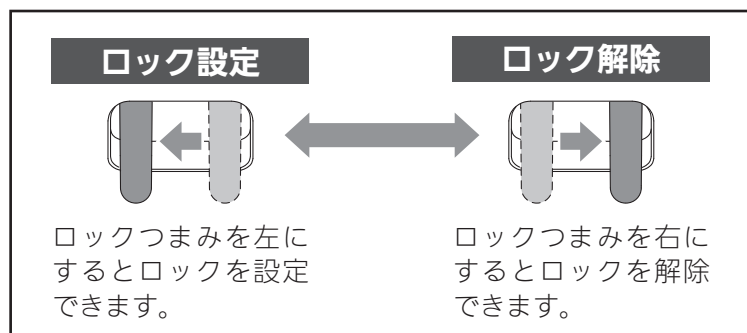 ロック設定
ロックつまみを左に
するとロックを設定
できます。
ロック解除
ロックつまみを右に
するとロックを解除
できます。